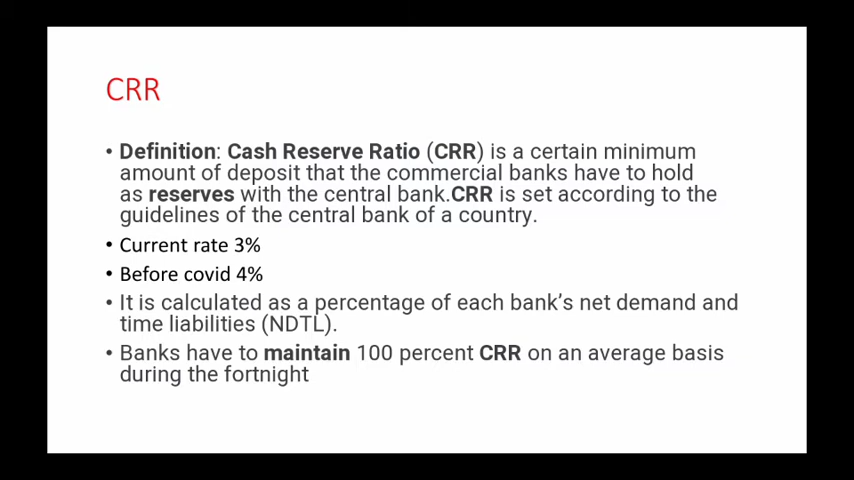 CRR
• Definition: Cash Reserve Ratio (CRR) is a certain minimum
amount of deposit that the commercial banks have to hold
as reserves with the central bank.CRR is set according to the
guidelines of the central bank of a country.
• Current rate 3%
• Before covid 4%
• It is calculated as a percentage of each bank’s net demand and
time liabilities (NDTL).
• Banks have to maintain 100 percent CRR on an average basis
during the fortnight